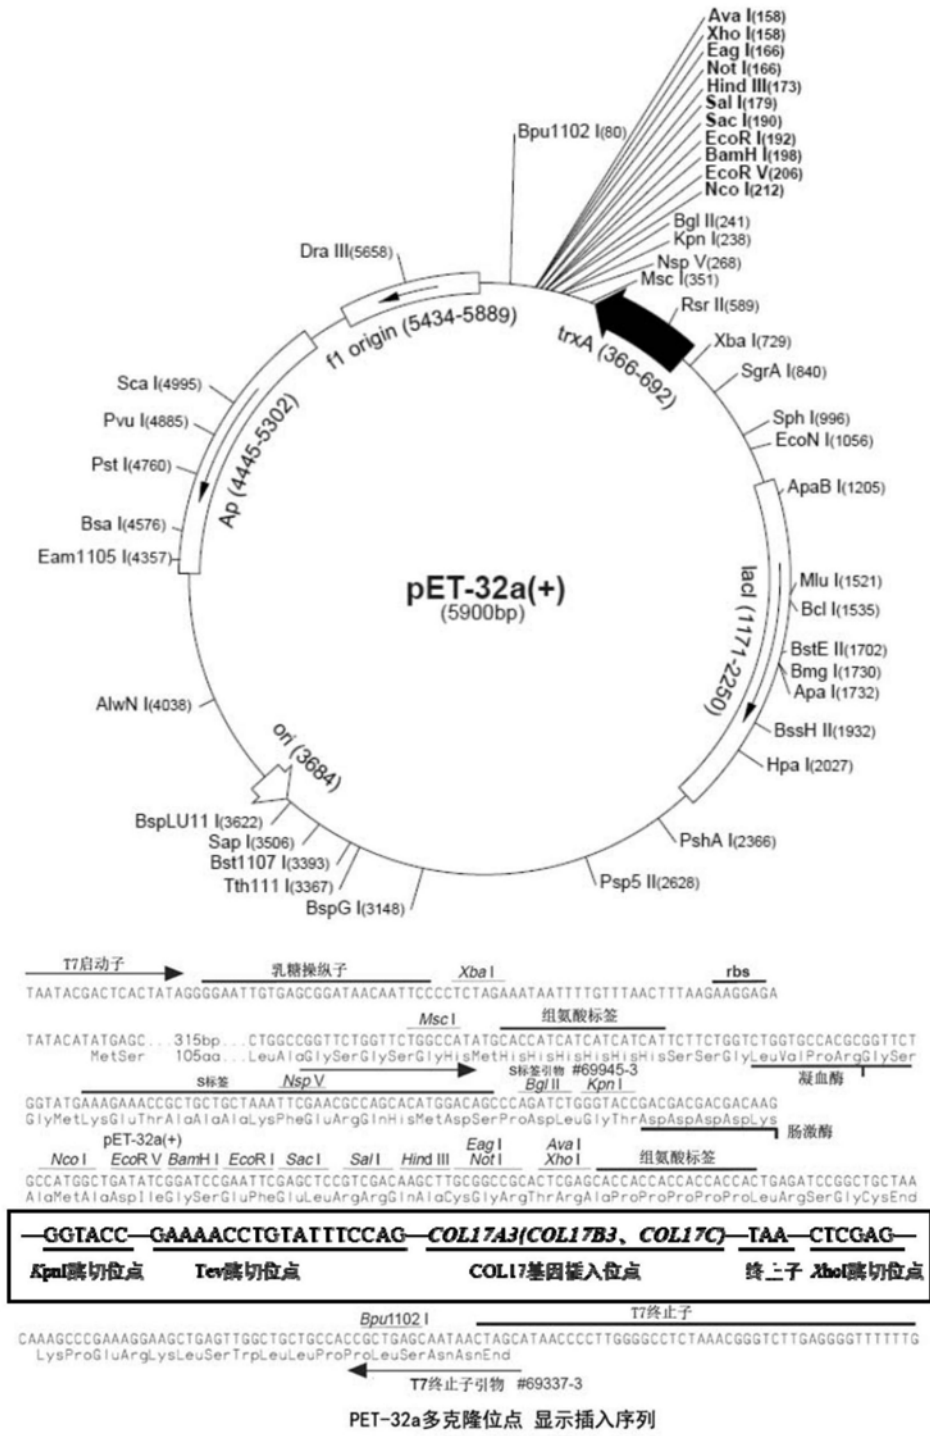 Ava I(158)
Xho I(158)
Eag I(166)
Not I(166)
Hind III(173)
Sal I(179)
Sac I(190)
EcoR I(192)
BamH I(198)
EcoR V(206)
Nco I(212)
Bpu1102 I(80)
Bgl II(241)
Kpn I(238)
Nsp V(268)
Msc I(351)
Dra III(5658)
Rsr II(589)
f1 origin (5434-5889)
trxA (366-692)
Xba I(729)
SgrA I(840)
Sca I(4995)
Pvu I(4885)
Sph I(996)
EcoN I(1056)
Pst I(4760)
Ap (4445-5302)
ApaB I(1205)
Bsa I(4576)
Eam1105 I(4357)
pET-32a(+)
(5900bp)
lacI (1171-2250)
Mlu I(1521)
Bcl I(1535)
BstE II(1702)
Bmg I(1730)
Apa I(1732)
AlwN I(4038)
BssH II(1932)
ori (3684)
Hpa I(2027)
BspLU11 I(3622)
Sap I(3506)
Bst1107 I(3393)
Tth111 I(3367)
BspG I(3148)
PshA I(2366)
Psp5 II(2628)
T7启动子 乳糖操纵子 Xba I rbs
TAATACGACTCACTATAGGGGAATTGTGAGCGGATAACAATTCCCCTCTAGAAATAATTTTGTTTAACTTTAAGAAGGAGA
Msc I 组氨酸标签
TATACATATGAGC...315bp...CTGGCCGGTTCTGGTTCTGGCCATATGCACCATCATCATCATCATTCTTCTGGTCTGGTGCCACGCGGTTCT
MetSer 105aa...LeuAlaGlySerGlySerGlyHisMetHisHisHisHisHisHisSerSerGlyLeuValProArgGlySer
S标签 Nsp V S标签引物 #69945-3 Bgl II Kpn I 凝血酶
GGTATGAAAGAAACCGCTGCTGCTAAATTCGAACGCCAGCACATGGACAGCCCAGATCTGGGTACCGACGACGACGACAAG
GlyMetLysGluThrAlaAlaAlaLysPheGluArgGlnHisMetAspSerProAspLeuGlyThrAspAspAspAspLys
pET-32a(+) 肠激酶
Nco I EcoR V BamH I EcoR I Sac I Sal I Hind III Eag I Not I Ava I Xho I 组氨酸标签
GCCATGGCTGATATCGGATCCGAATTCGAGCTCCGTCGACAAGCTTGCGGCCGCACTCGAGCACCACCACCACCACCACTGAGATCCGGCTGCTAA
AlaMetAlaAspIleGlySerGluPheGluLeuArgArgGlnAlaCysGlyArgThrArgAlaProProProProProLeuArgSerGlyCysEnd
GGTACC GAAAACCTGTATTTCCAG COL17A3(COL17B3、COL17C) TAA CTCGAG
KpnI酶切位点 Tev酶切位点 COL17基因插入位点 终止子 XhoI酶切位点
Bpu1102 I T7终止子
CAAAGCCCGAAAGGAAGCTGAGTTGGCTGCTGCCACCGCTGAGCAATAACTAGCATAACCCCTTGGGGCCTCTAAACGGGTCTTGAGGGGTTTTTTG
LysProGluArgLysLeuSerTrpLeuLeuProProLeuSerAsnAsnEnd
T7终止子引物 #69337-3
PET-32a多克隆位点 显示插入序列